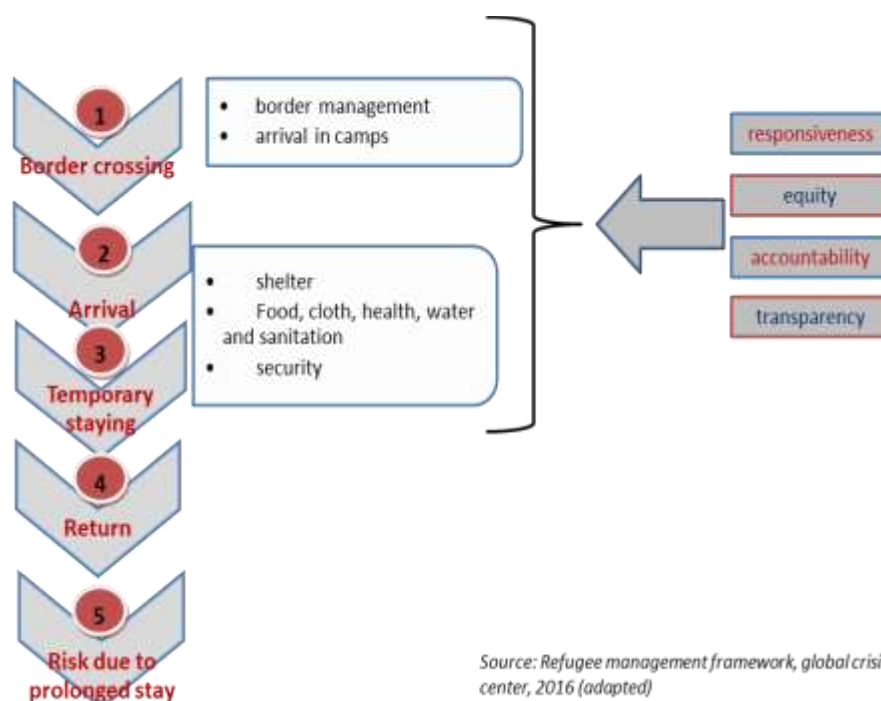 1
Border crossing
• border management
• arrival in camps
2
Arrival
3
Temporary
staying
• shelter
• Food, cloth, health, water
and sanitation
• security
4
Return
5
Risk due to
prolonged stay
responsiveness
equity
accountability
transparency
Source: Refugee management framework, global crisi
center, 2016 (adapted)